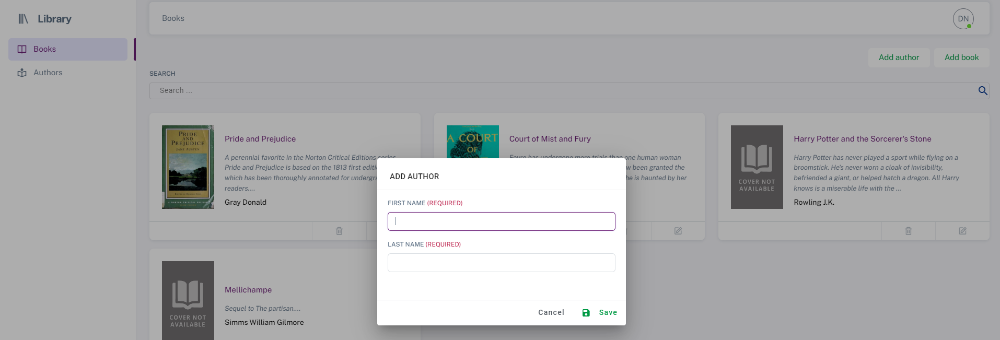 Library
Books
Authors
Books
DN
Add author
Add book
SEARCH
Search ...
PRIDE
AND
PREJUDICE
JANE AUSTEN
Pride and Prejudice
A perennial favorite in the Norton Critical Editions series.
Pride and Prejudice is based on the 1813 first editi
which has been thoroughly annotated for undergra
readers....
Gray Donald
A COURT
OF
Court of Mist and Fury
Feyre has undergone more trials than one human woman
w been granted the
he is haunted by her
COVER NOT
AVAILABLE
Harry Potter and the Sorcerer's Stone
Harry Potter has never played a sport while flying on a
broomstick. He's never worn a cloak of invisibility,
befriended a giant, or helped hatch a dragon. All Harry
knows is a miserable life with the ...
Rowling J.K.
COVER NOT
AVAILABLE
Mellichampe
Sequel to The partisan....
Simms William Gilmore
ADD AUTHOR
FIRST NAME (REQUIRED)
LAST NAME (REQUIRED)
Cancel
Save